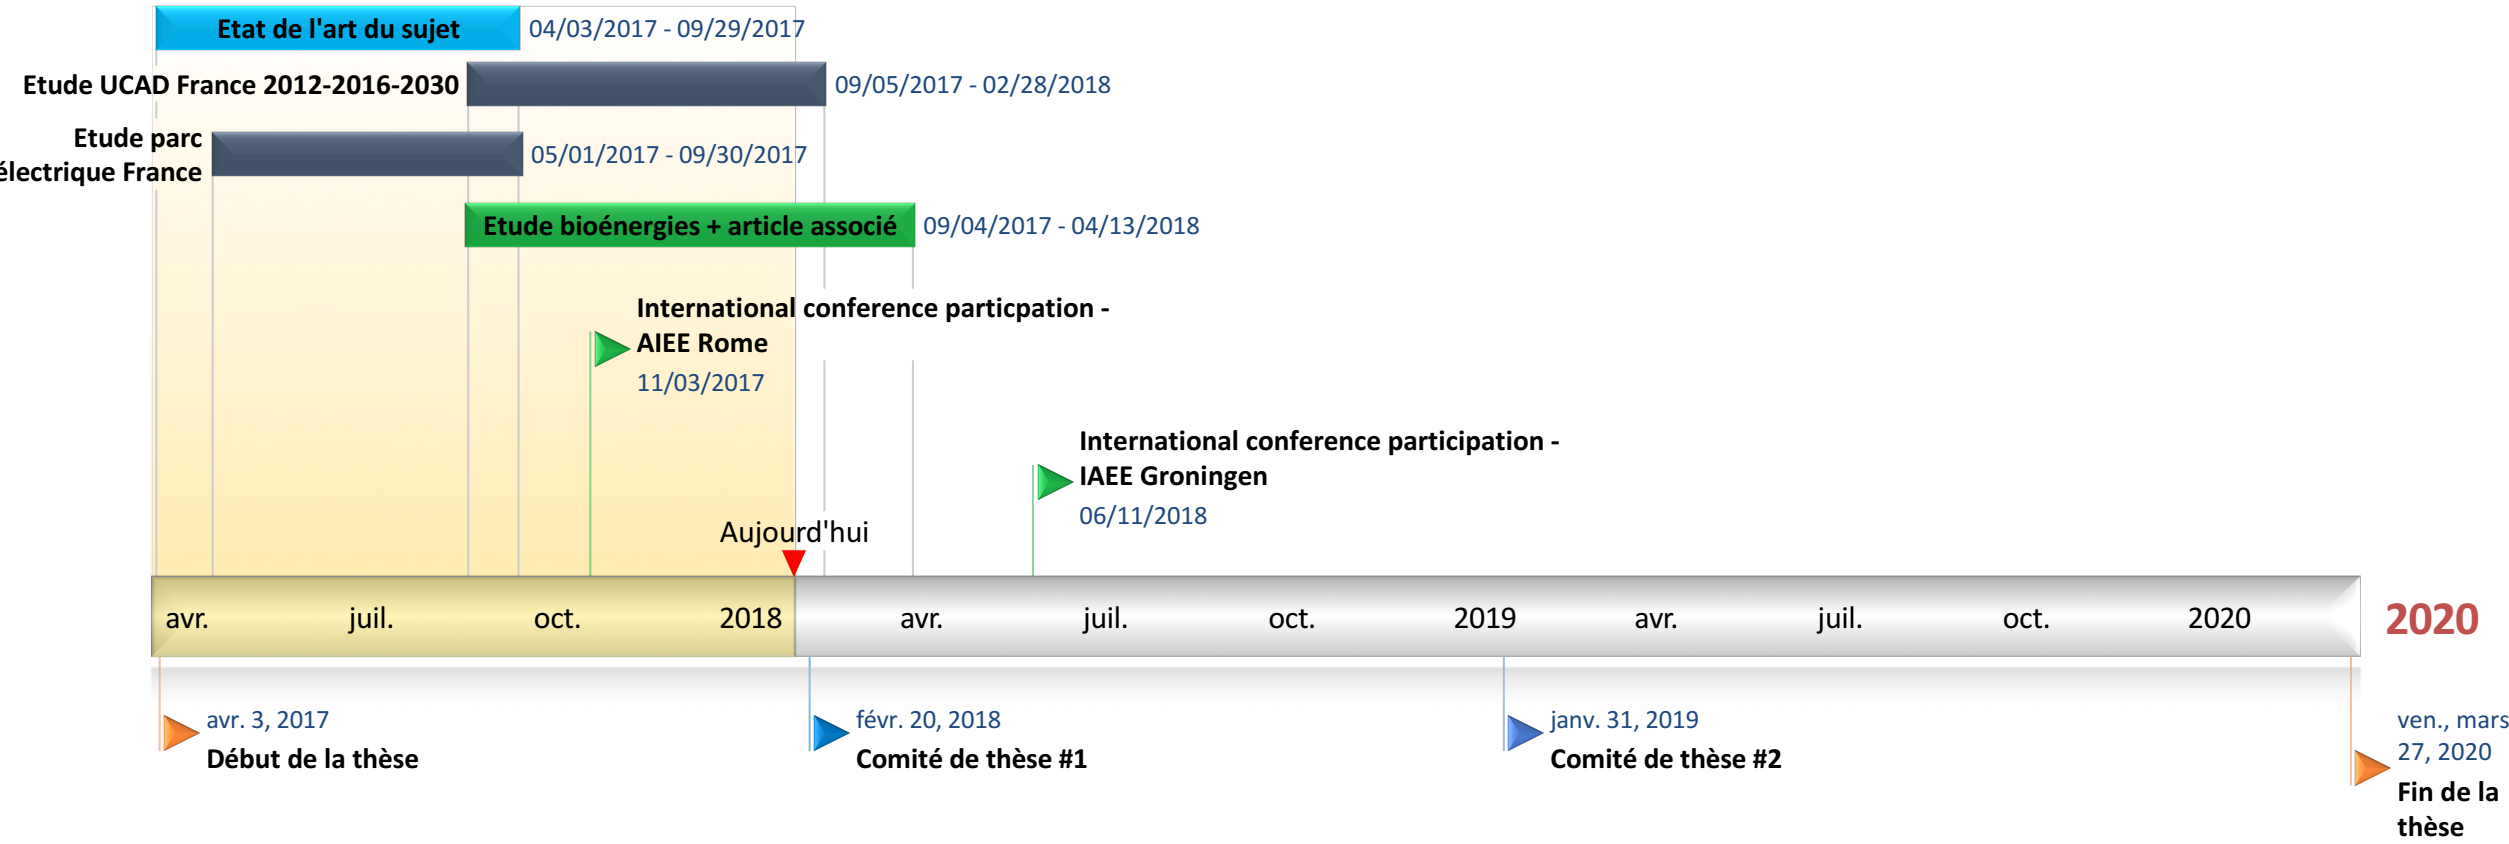 Etat de l'art du sujet 04/03/2017 - 09/29/2017
Etude UCAD France 2012-2016-2030 09/05/2017 - 02/28/2018
Etude parc
électrique France
05/01/2017 - 09/30/2017
Etude bioénergies + article associé 09/04/2017 - 04/13/2018
International conference particpation -
AIEE Rome
11/03/2017
International conference participation -
IAEE Groningen
06/11/2018
Aujourd'hui
avr. juil. oct. 2018 avr. juil. oct. 2019 avr. juil. oct. 2020 2020
avr. 3, 2017
Début de la thèse
févr. 20, 2018
Comité de thèse #1
janv. 31, 2019
Comité de thèse #2
ven., mars
27, 2020
Fin de la
thèse